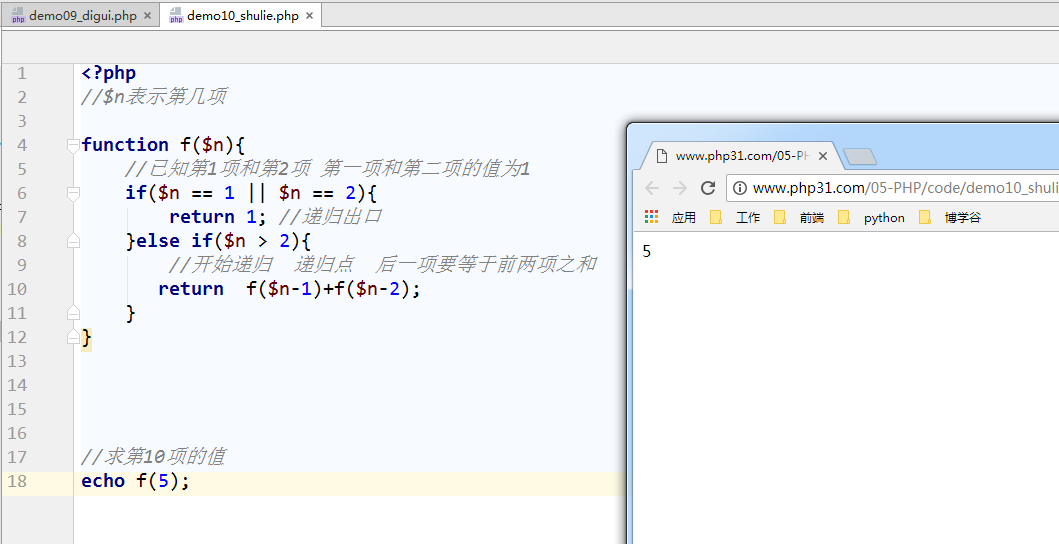 demo09_digui.php
demo10_shulie.php
1 <?php
2 //$n表示第几项
3
4 function f($n){
5 //已知第1项和第2项 第一项和第二项的值为1
6 if($n == 1 || $n == 2){
7 return 1; //递归出口
8 }else if($n > 2){
9 //开始递归 递归点 后一项要等于前两项之和
10 return f($n-1)+f($n-2);
11 }
12 }
13
14
15
16
17 //求第10项的值
18 echo f(5);
www.php31.com/05-PH
www.php31.com/05-PHP/code/demo10_shulie
应用 工作 前端 python 博学谷
5